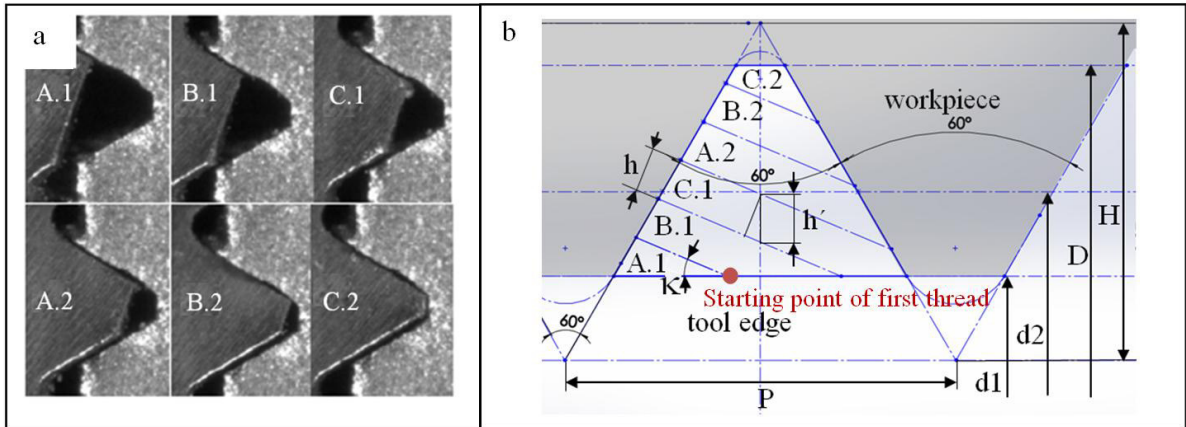 a
A.1
B.1
C.1
A.2
B.2
C.2
b
C.2
B.2
workpiece
60°
A.2
h
60°
C.1
h´
H
B.1
D
A.1
κ
Starting point of first thread
tool edge
60°
d2
d1
P